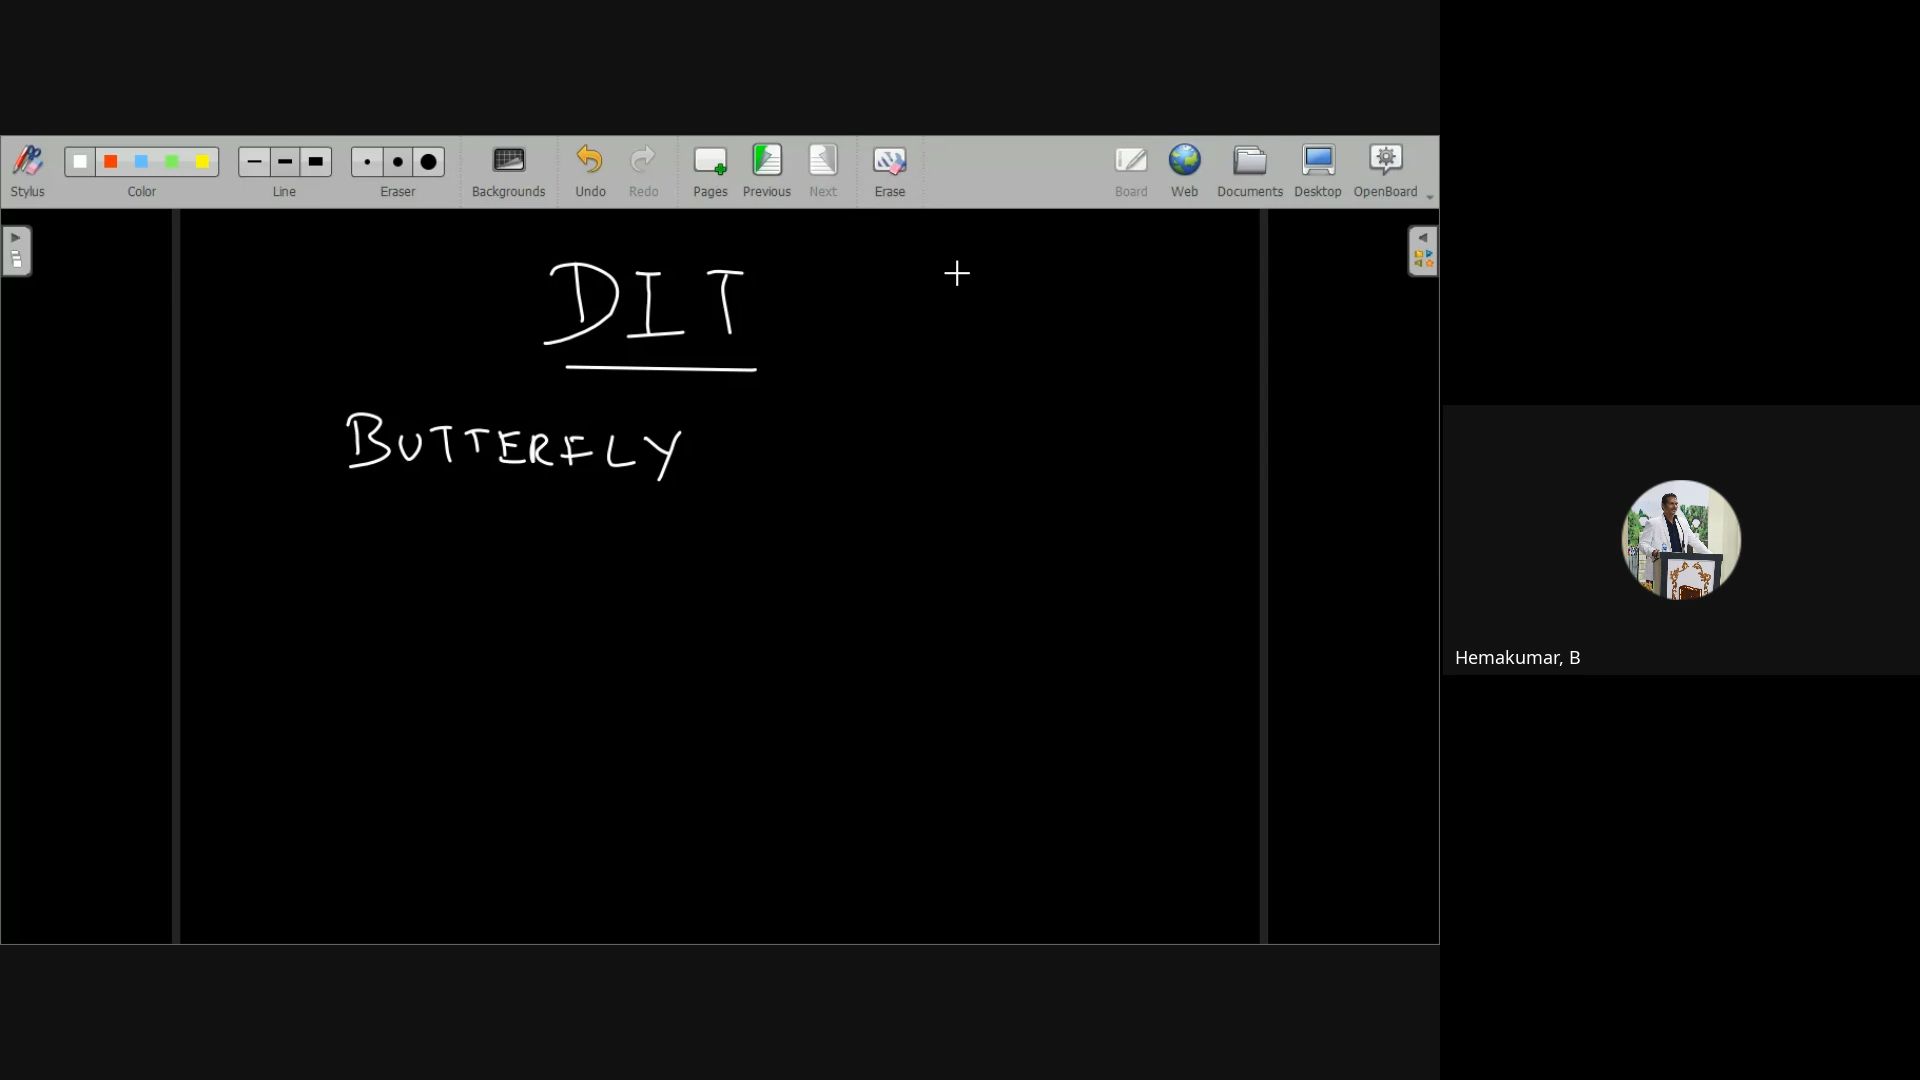 Stylus Color Line Eraser Backgrounds Undo Redo Pages Previous Next Erase Board Web Documents Desktop OpenBoard
DIT
BUTTERFLY
Hemakumar, B